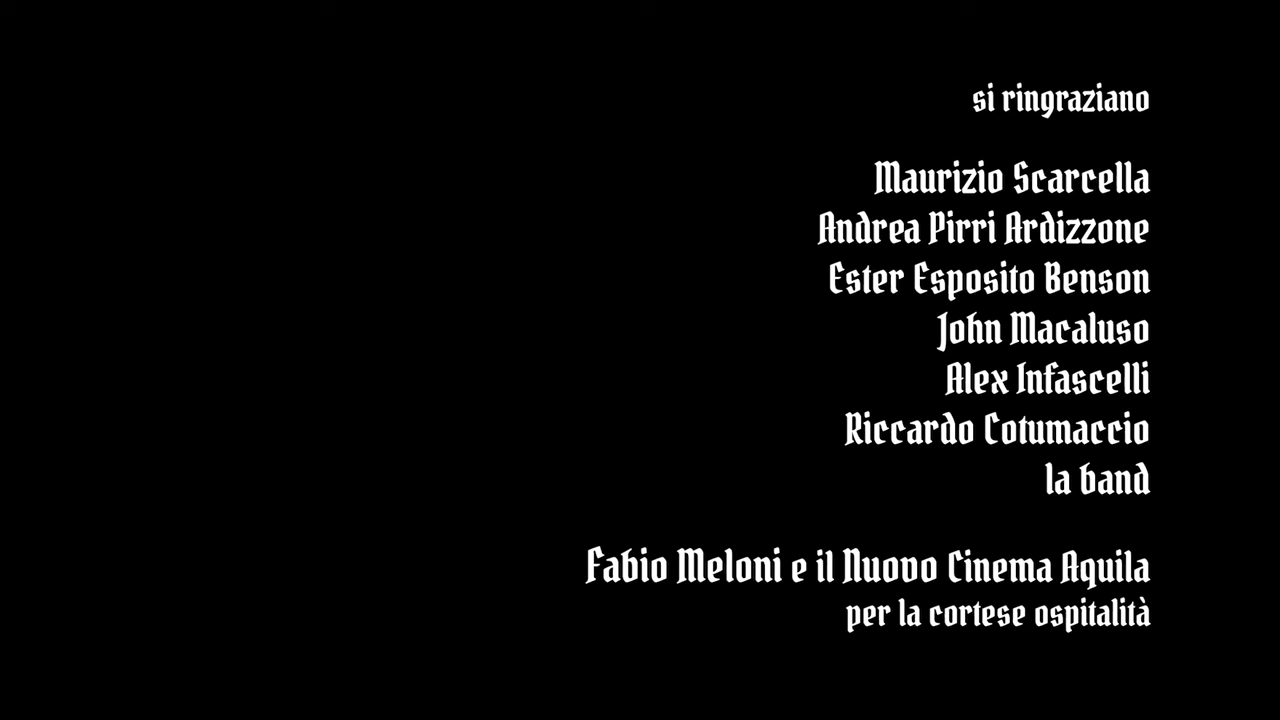 si ringraziano
Maurizio Scarcella
Andrea Pirri Ardizzone
Ester Esposito Benson
John Macaluso
Alex Infascelli
Riccardo Cotumaccio
la band
Fabio Meloni e il Nuovo Cinema Aquila
per la cortese ospitalità